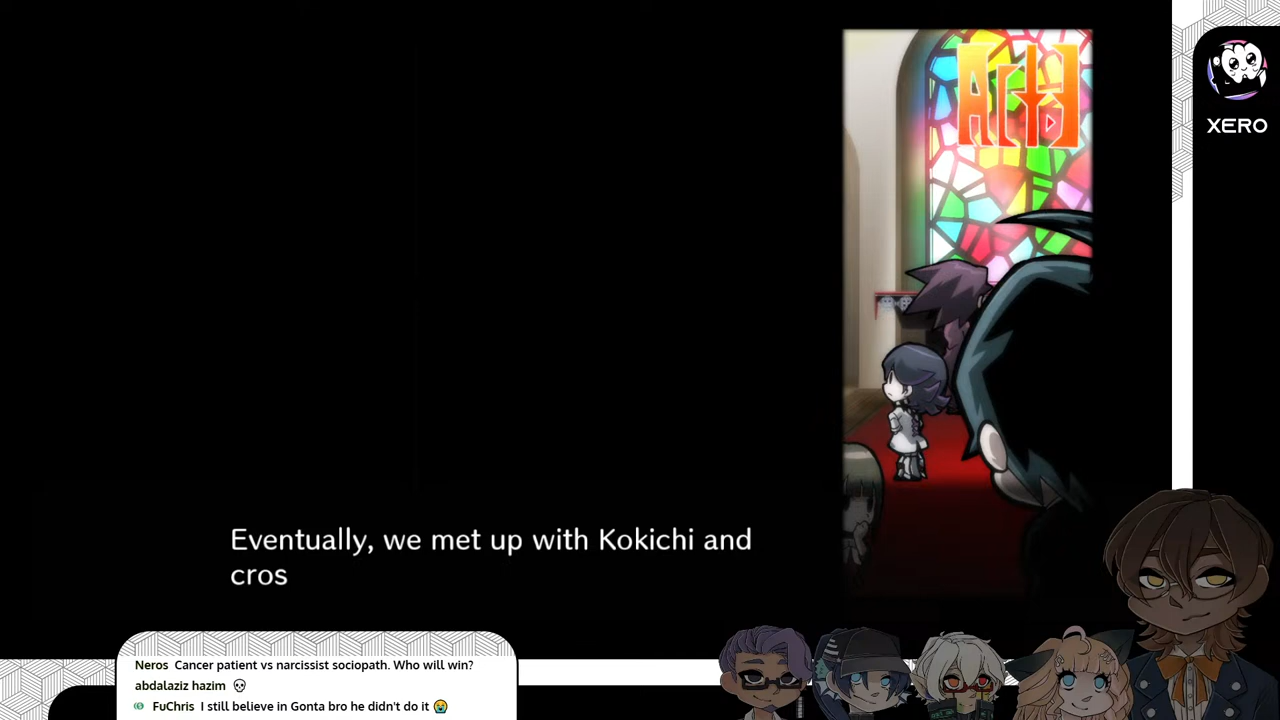 Act 3
XERO
Eventually, we met up with Kokichi and
cros
Neros Cancer patient vs narcissist sociopath. Who will win?
abdalaziz hazim 💀
FuChris I still believe in Gonta bro he didn't do it 😭